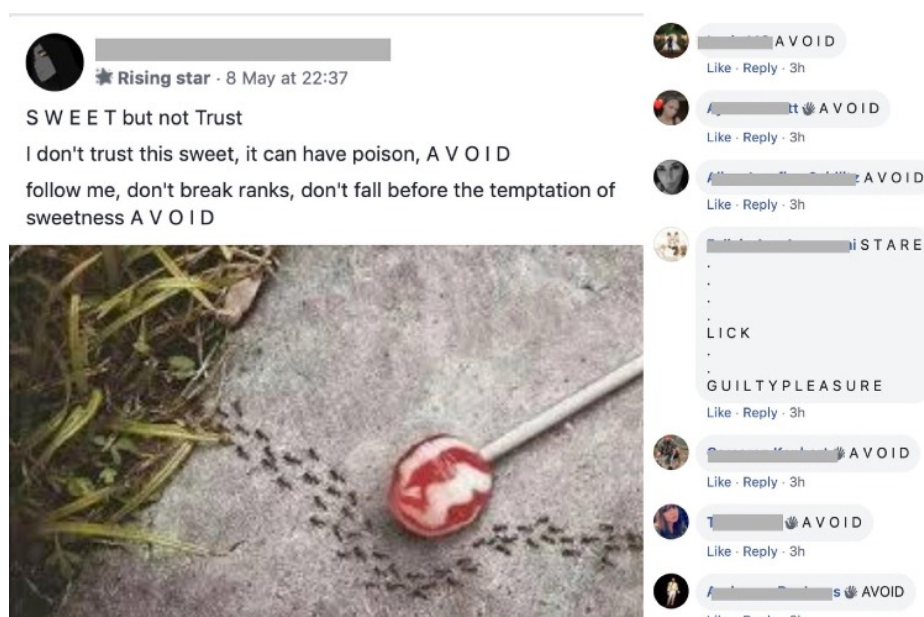 Rising star · 8 May at 22:37
S W E E T but not Trust
I don't trust this sweet, it can have poison, A V O I D
follow me, don't break ranks, don't fall before the temptation of
sweetness A V O I D
A V O I D
Like · Reply · 3h
A V O I D
Like · Reply · 3h
A V O I D
Like · Reply · 3h
S T A R E
.
.
.
.
L I C K
.
.
G U I L T Y P L E A S U R E
Like · Reply · 3h
A V O I D
Like · Reply · 3h
A V O I D
Like · Reply · 3h
AVOID